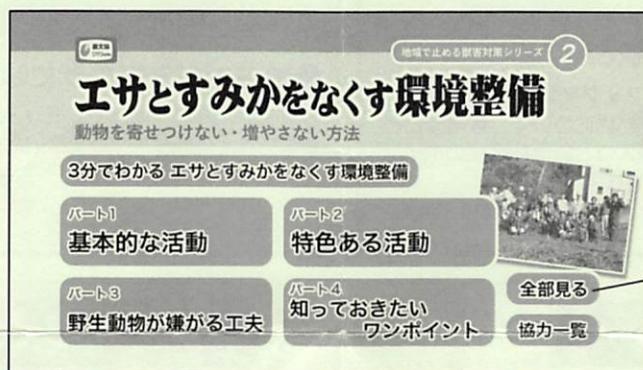 農文協
地域で止める獣害対策シリーズ 2
エサとすみかをなくす環境整備
動物を寄せつけない・増やさない方法
3分でわかる エサとすみかをなくす環境整備
パート1
基本的な活動
パート2
特色ある活動
パート3
野生動物が嫌がる工夫
パート4
知っておきたい
ワンポイント
全部見る
協力一覧